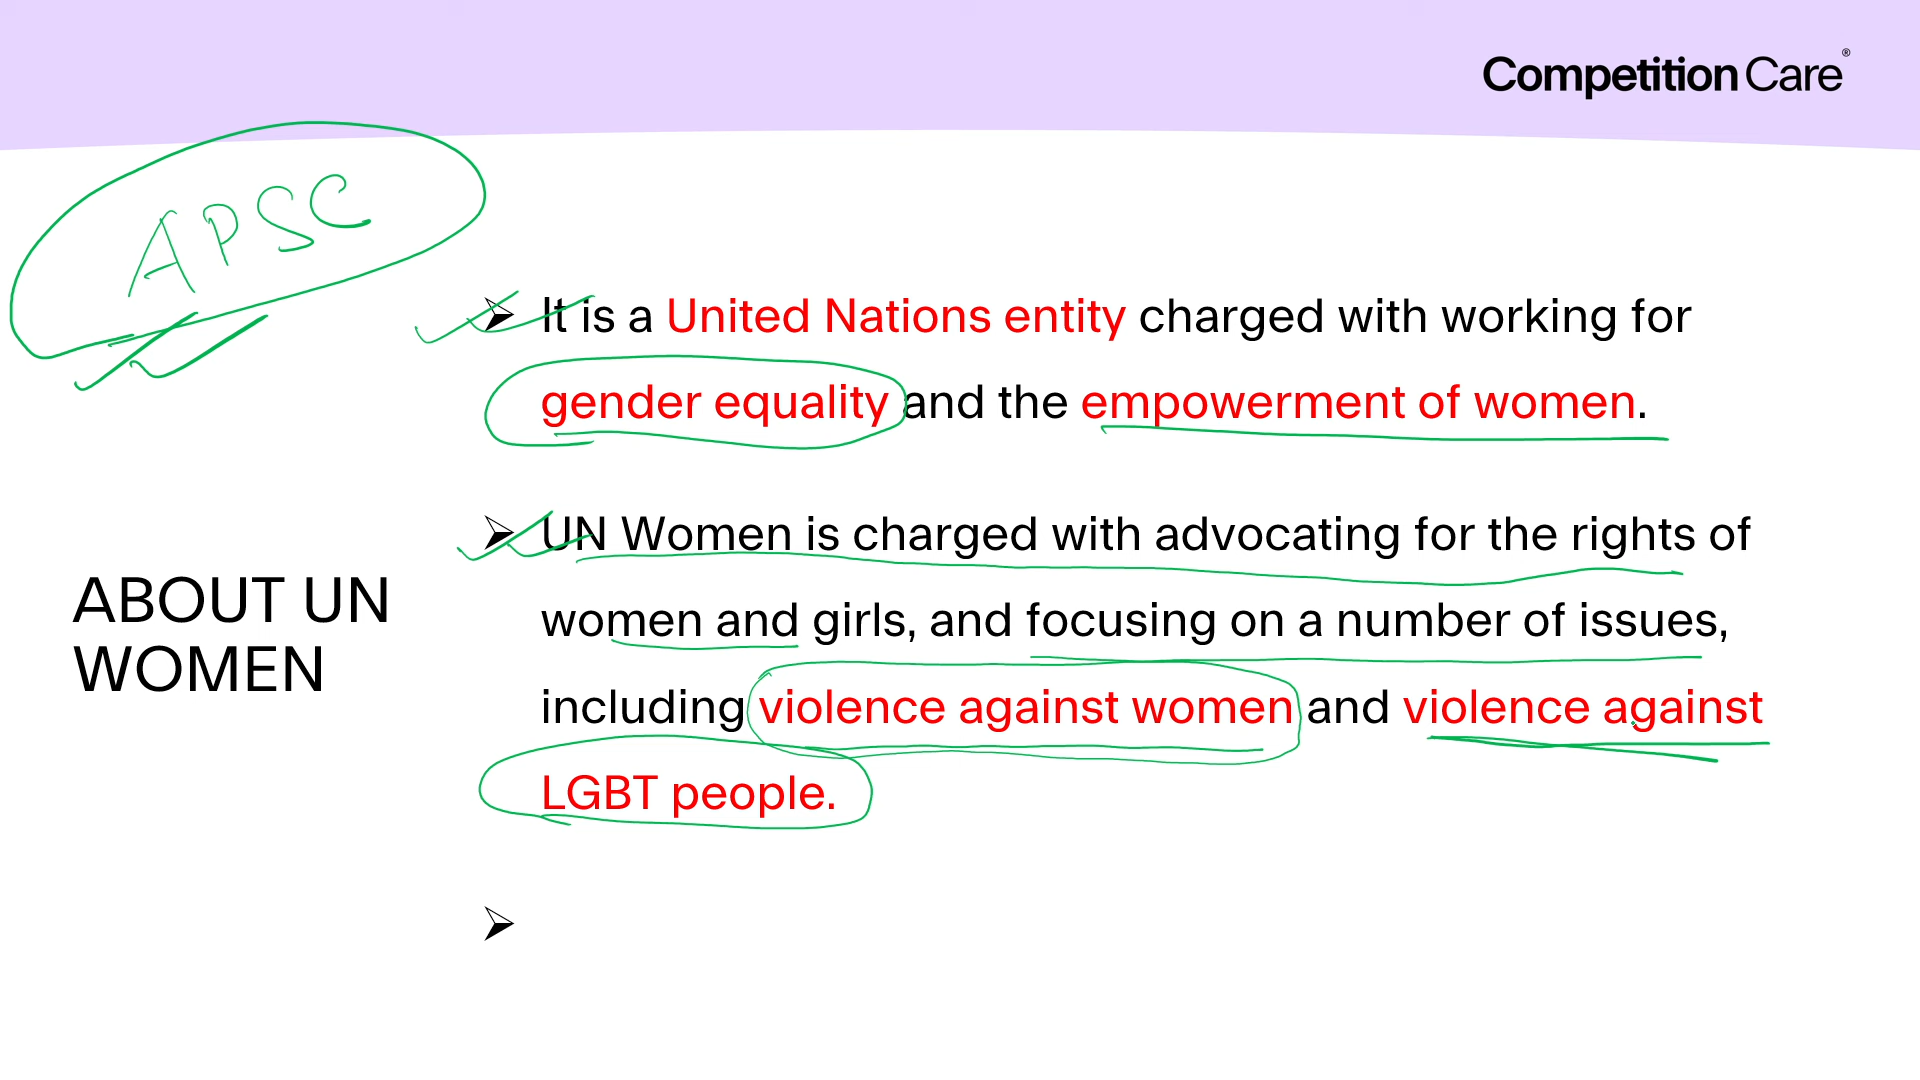 Competition Care®
APSC
➢ It is a United Nations entity charged with working for
gender equality and the empowerment of women.
➢ UN Women is charged with advocating for the rights of
women and girls, and focusing on a number of issues,
including violence against women and violence against
LGBT people.
➢
ABOUT UN
WOMEN